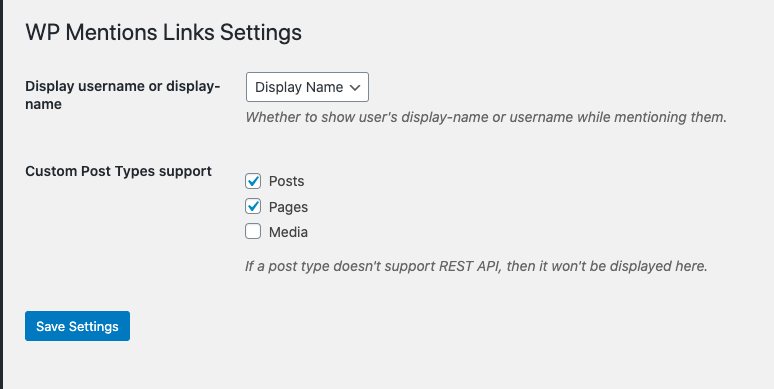 WP Mentions Links Settings
Display username or display-
name
Display Name
Whether to show user's display-name or username while mentioning them.
Custom Post Types support
Posts
Pages
Media
If a post type doesn't support REST API, then it won't be displayed here.
Save Settings